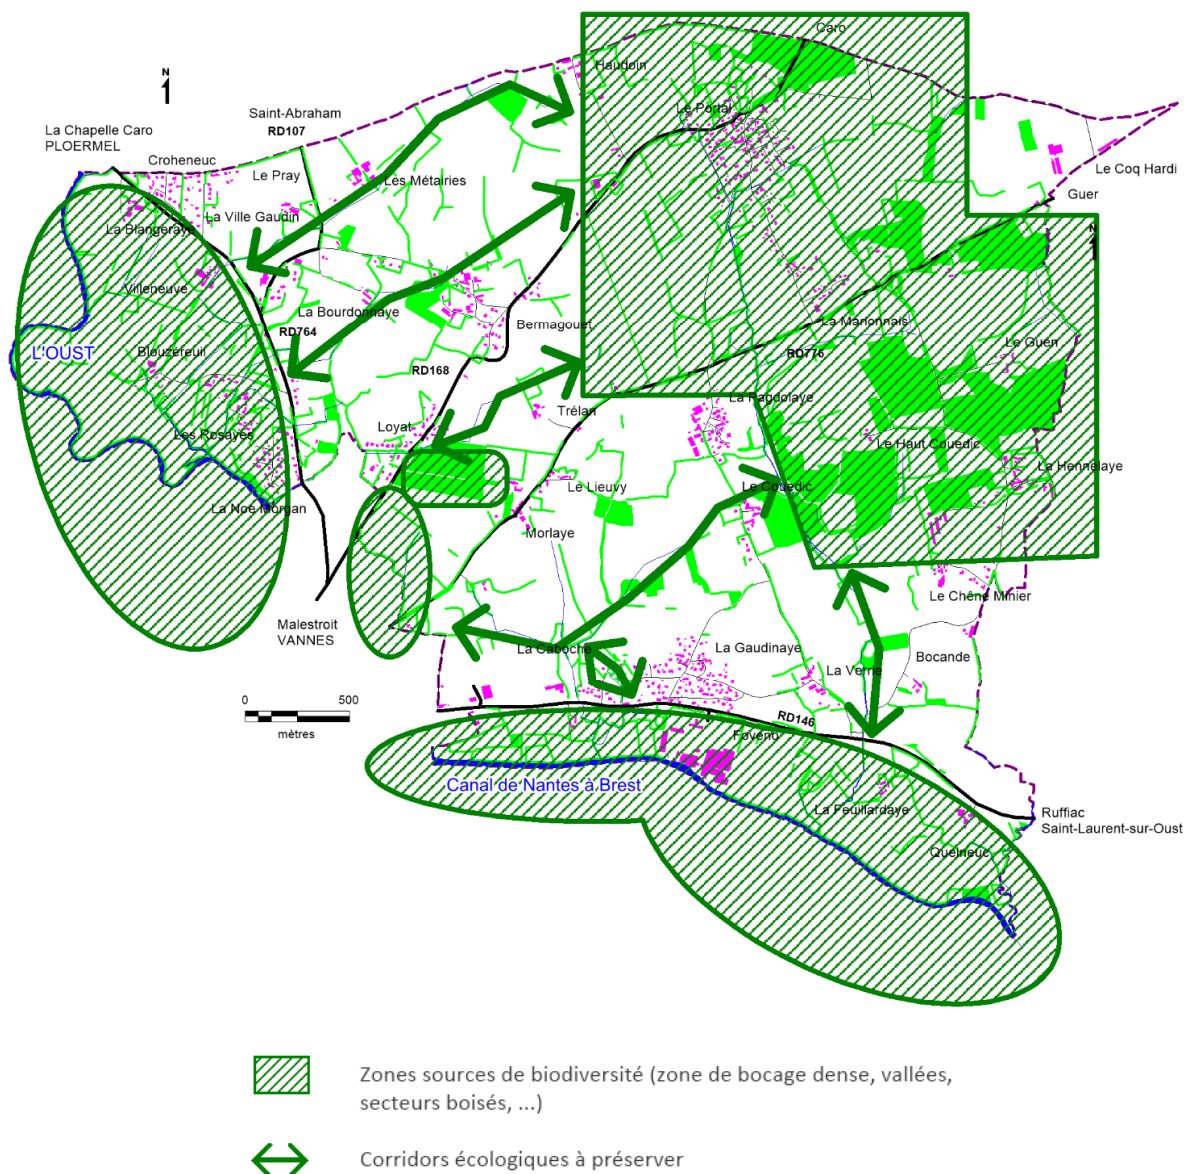 Caro
Haudoin
N
Le Portal
Saint-Abraham
La Chapelle Caro
RD107
PLOERMEL
Croheneuc
Le Pray
Les Métairies
Le Coq Hardi
Guer
La Ville Gaudin
La Blangeraye
N
Villeneuve
La Bourdonnaye
Bermagouet
La Marionnais
RD764
L'OUST
Blouzéreuil
RD776
Le Guen
RD168
La Ragdolaye
Trélan
Loyat
Les Rosayes
Le Haut Couedic
La Hennelaye
Le Lieuvy
Le Couedic
La Noé Morgan
Morlaye
Le Chêne Minier
Malestroit
VANNES
La Caboche
La Gaudinaye
La Verne
Bocande
0 500
mètres
RD146
Foveno
Canal de Nantes à Brest
La Feuillardaye
Ruffiac
Saint-Laurent-sur-Oust
Quelneuc
Zones sources de biodiversité (zone de bocage dense, vallées,
secteurs boisés, ...)
Corridors écologiques à préserver